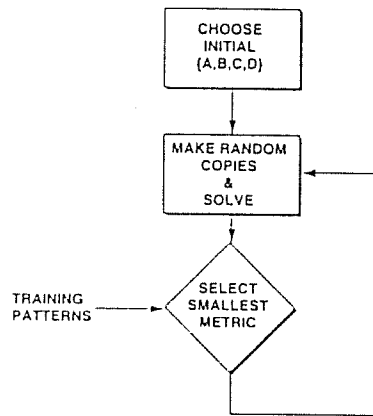 CHOOSE
INITIAL
{A,B,C,D}
MAKE RANDOM
COPIES
&
SOLVE
SELECT
SMALLEST
METRIC
TRAINING
PATTERNS